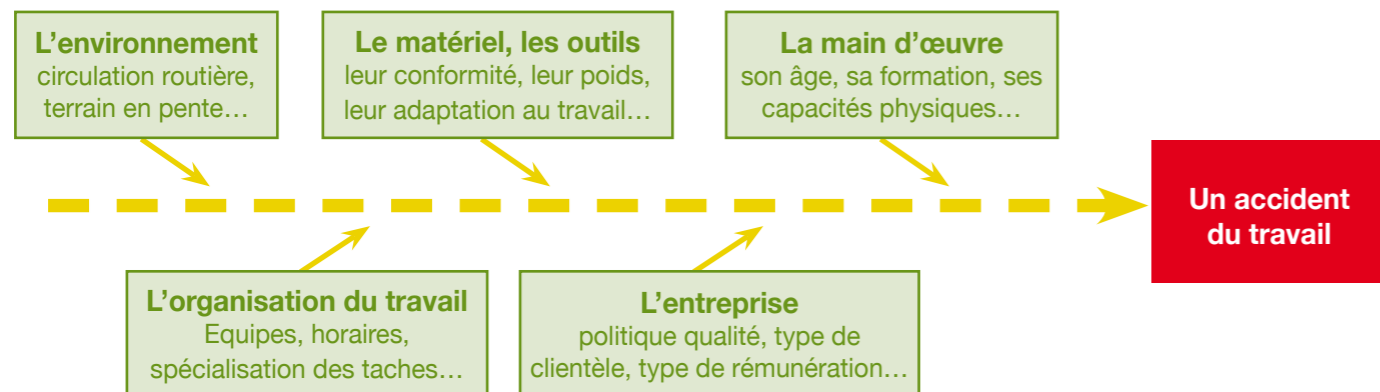 L'environnement
circulation routière,
terrain en pente…
Le matériel, les outils
leur conformité, leur poids,
leur adaptation au travail…
La main d'œuvre
son âge, sa formation, ses
capacités physiques…
Un accident
du travail
L'organisation du travail
Equipes, horaires,
spécialisation des taches…
L'entreprise
politique qualité, type de
clientèle, type de rémunération…